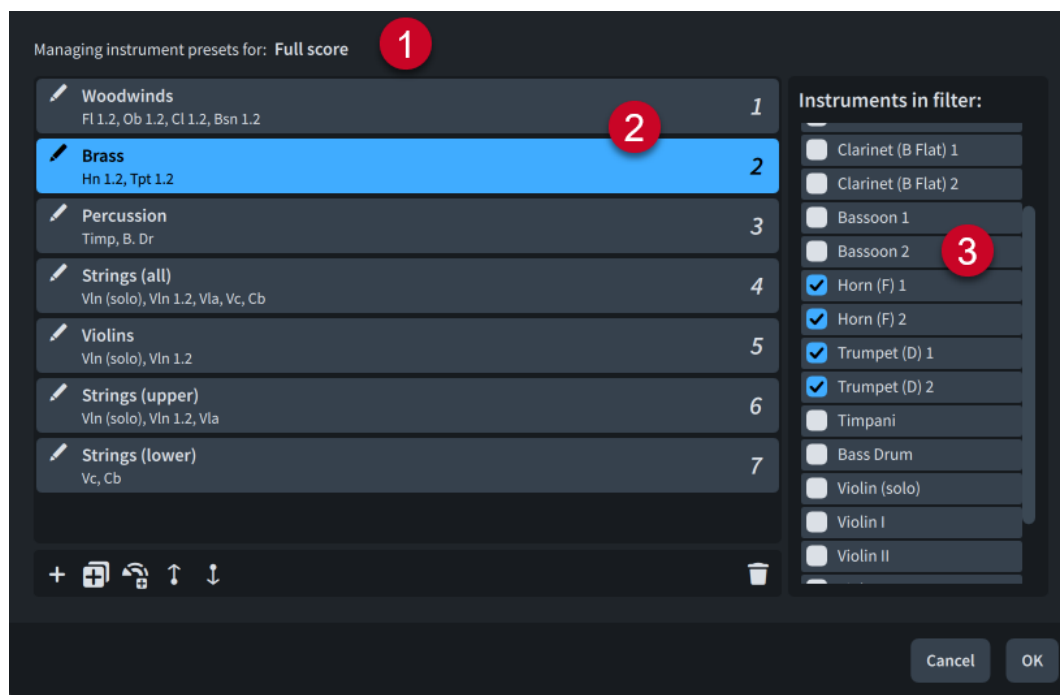 Managing instrument presets for: Full score
1
Woodwinds
Fl 1.2, Ob 1.2, Cl 1.2, Bsn 1.2
1
2
Brass
Hn 1.2, Tpt 1.2
2
Percussion
Timp, B. Dr
3
Strings (all)
Vln (solo), Vln 1.2, Vla, Vc, Cb
4
Violins
Vln (solo), Vln 1.2
5
Strings (upper)
Vln (solo), Vln 1.2, Vla
6
Strings (lower)
Vc, Cb
7
Instruments in filter:
Clarinet (B Flat) 1
Clarinet (B Flat) 2
Bassoon 1
Bassoon 2
3
Horn (F) 1
Horn (F) 2
Trumpet (D) 1
Trumpet (D) 2
Timpani
Bass Drum
Violin (solo)
Violin I
Violin II
Cancel
OK